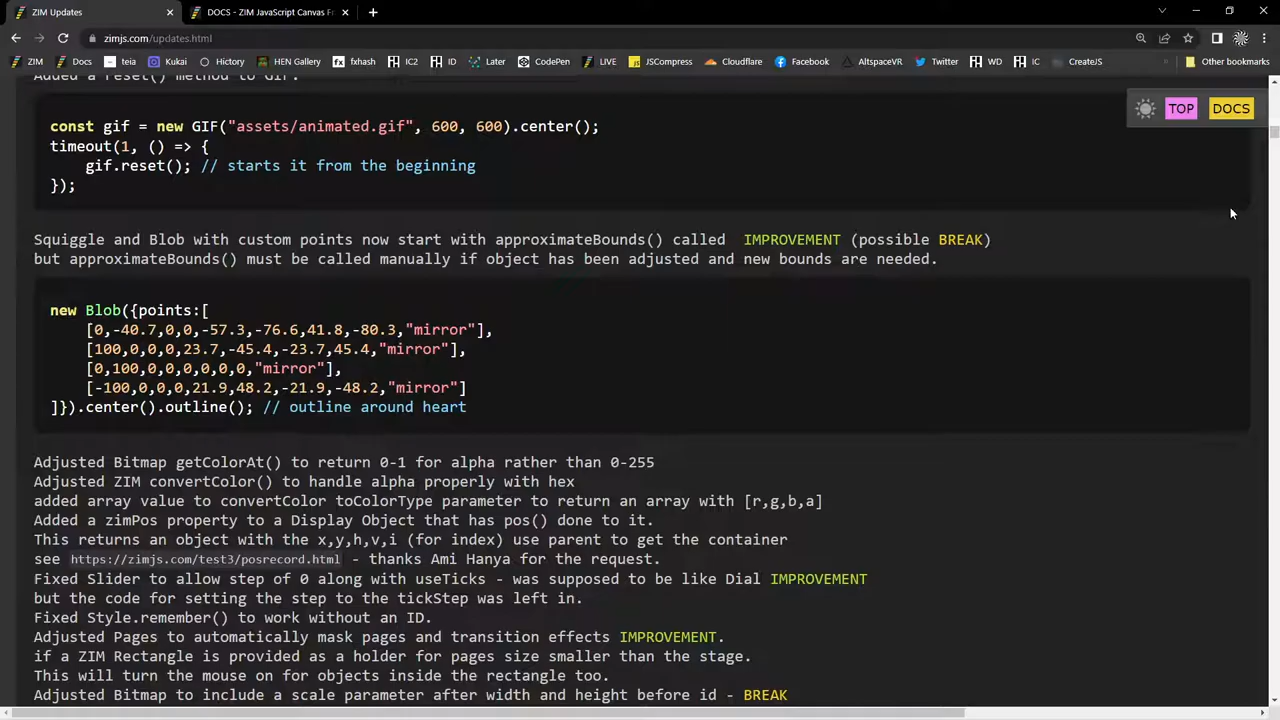 ZIM Updates
DOCS - ZIM JavaScript Canvas F
zimjs.com/updates.html
ZIM Docs teia Kukai Hictory HEN Gallery fxhash IC2 ID Later CodePen LIVE JSCompress Cloudflare Facebook AltspaceVR Twitter WD IC CreateJS Other bookmarks
Added a reset() method to Gif.
TOP DOCS
const gif = new GIF("assets/animated.gif", 600, 600).center();
timeout(1, () => {
gif.reset(); // starts it from the beginning
});
Squiggle and Blob with custom points now start with approximateBounds() called IMPROVEMENT (possible BREAK)
but approximateBounds() must be called manually if object has been adjusted and new bounds are needed.
new Blob({points:[
[0,-40.7,0,0,-57.3,-76.6,41.8,-80.3,"mirror"],
[100,0,0,0,23.7,-45.4,-23.7,45.4,"mirror"],
[0,100,0,0,0,0,0,0,"mirror"],
[-100,0,0,0,21.9,48.2,-21.9,-48.2,"mirror"]
]}).center().outline(); // outline around heart
Adjusted Bitmap getColorAt() to return 0-1 for alpha rather than 0-255
Adjusted ZIM convertColor() to handle alpha properly with hex
added array value to convertColor toColorType parameter to return an array with [r,g,b,a]
Added a zimPos property to a Display Object that has pos() done to it.
This returns an object with the x,y,h,v,i (for index) use parent to get the container
see https://zimjs.com/test3/posrecord.html - thanks Ami Hanya for the request.
Fixed Slider to allow step of 0 along with useTicks - was supposed to be like Dial IMPROVEMENT
but the code for setting the step to the tickStep was left in.
Fixed Style.remember() to work without an ID.
Adjusted Pages to automatically mask pages and transition effects IMPROVEMENT.
if a ZIM Rectangle is provided as a holder for pages size smaller than the stage.
This will turn the mouse on for objects inside the rectangle too.
Adjusted Bitmap to include a scale parameter after width and height before id - BREAK